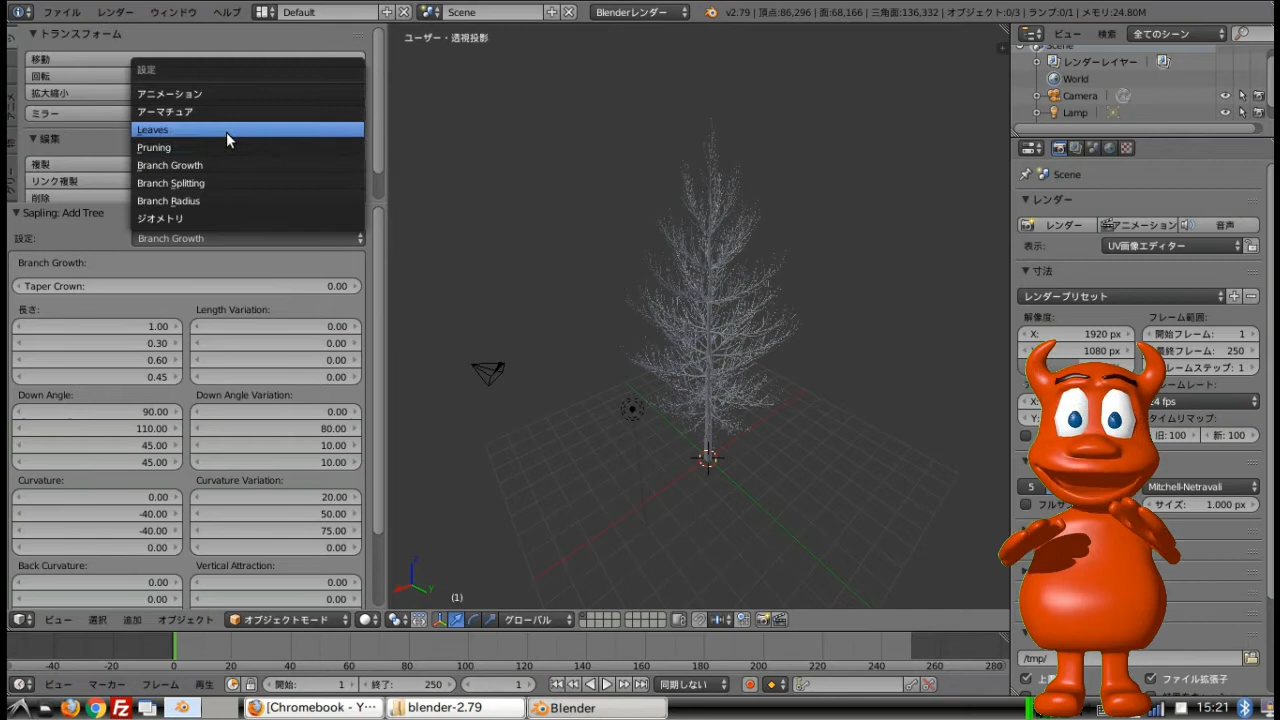 ファイル レンダー ウィンドウ ヘルプ Default Scene Blenderレンダー v2.79 | 頂点:86,296 | 面:68,166 | 三角面:136,332 | オブジェクト:0/3 | ランプ:0/1 | メモリ:24.80M
トランスフォーム
移動
回転
拡大縮小
ミラー
編集
複製
リンク複製
削除
設定
アニメーション
アーマチュア
Leaves
Pruning
Branch Growth
Branch Splitting
Branch Radius
ジオメトリ
Sapling: Add Tree
設定: Branch Growth
Branch Growth:
Taper Crown: 0.00
長さ: Length Variation:
1.00 0.00
0.30 0.00
0.60 0.00
0.45 0.00
Down Angle: Down Angle Variation:
90.00 0.00
110.00 80.00
45.00 10.00
45.00 10.00
Curvature: Curvature Variation:
0.00 20.00
-40.00 50.00
-40.00 75.00
0.00 0.00
Back Curvature: Vertical Attraction:
0.00 0.00
0.00 0.00
ユーザー・透視投影
(1)
ビュー 選択 追加 オブジェクト オブジェクトモード グローバル
ビュー 検索 全てのシーン
Scene
レンダーレイヤー
World
Camera
Lamp
Scene
レンダー
レンダー アニメーション 音声
表示: UV画像エディター
寸法
レンダープリセット
解像度: フレーム範囲:
X: 1920 px 開始フレーム: 1
1080 px 最終フレーム: 250
フレームステップ: 1
X: 24 fps
Y: タイムリマップ:
旧: 100 新: 100
5 Mitchell-Netravali
サイズ: 1.000 px
/tmp/
ファイル拡張子
-40 -20 0 20 40 60 80 100 120 140 160 180 200 220 240 260 280
ビュー マーカー フレーム 再生 開始: 1 終了: 250 1 同期しない
[Chromebook - Y⋯ blender-2.79 Blender 15:21